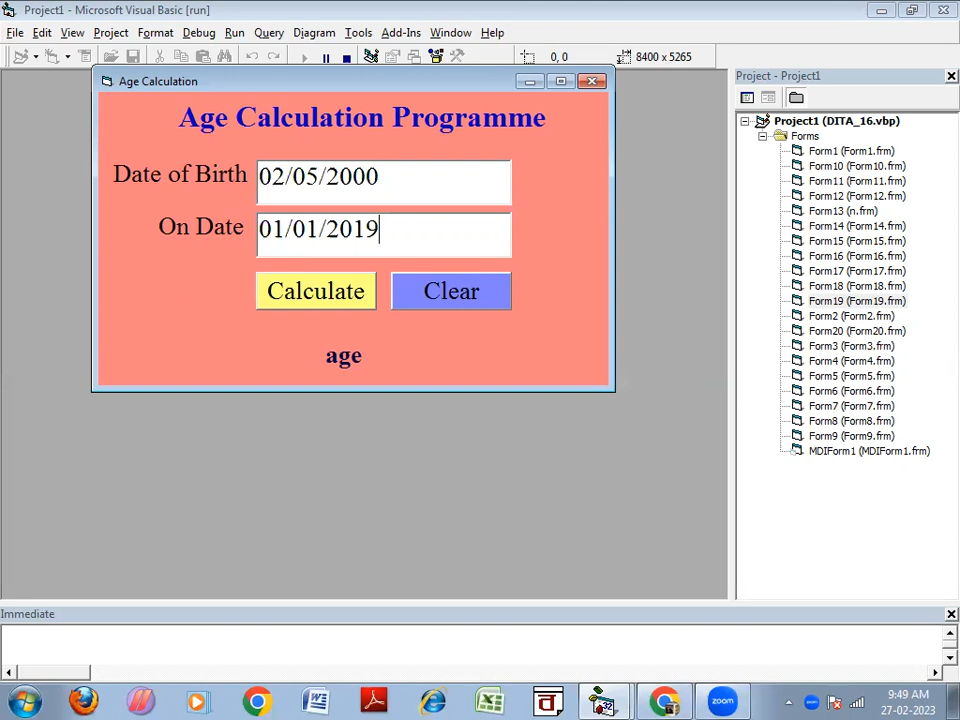 Project1 - Microsoft Visual Basic [run]
File Edit View Project Format Debug Run Query Diagram Tools Add-Ins Window Help
0, 0 8400 x 5265
Age Calculation
Age Calculation Programme
Date of Birth 02/05/2000
On Date 01/01/2019
Calculate Clear
age
Project - Project1
Project1 (DITA_16.vbp)
Forms
Form1 (Form1.frm)
Form10 (Form10.frm)
Form11 (Form11.frm)
Form12 (Form12.frm)
Form13 (n.frm)
Form14 (Form14.frm)
Form15 (Form15.frm)
Form16 (Form16.frm)
Form17 (Form17.frm)
Form18 (Form18.frm)
Form19 (Form19.frm)
Form2 (Form2.frm)
Form20 (Form20.frm)
Form3 (Form3.frm)
Form4 (Form4.frm)
Form5 (Form5.frm)
Form6 (Form6.frm)
Form7 (Form7.frm)
Form8 (Form8.frm)
Form9 (Form9.frm)
MDIForm1 (MDIForm1.frm)
Immediate
zoom
32
9:49 AM
27-02-2023